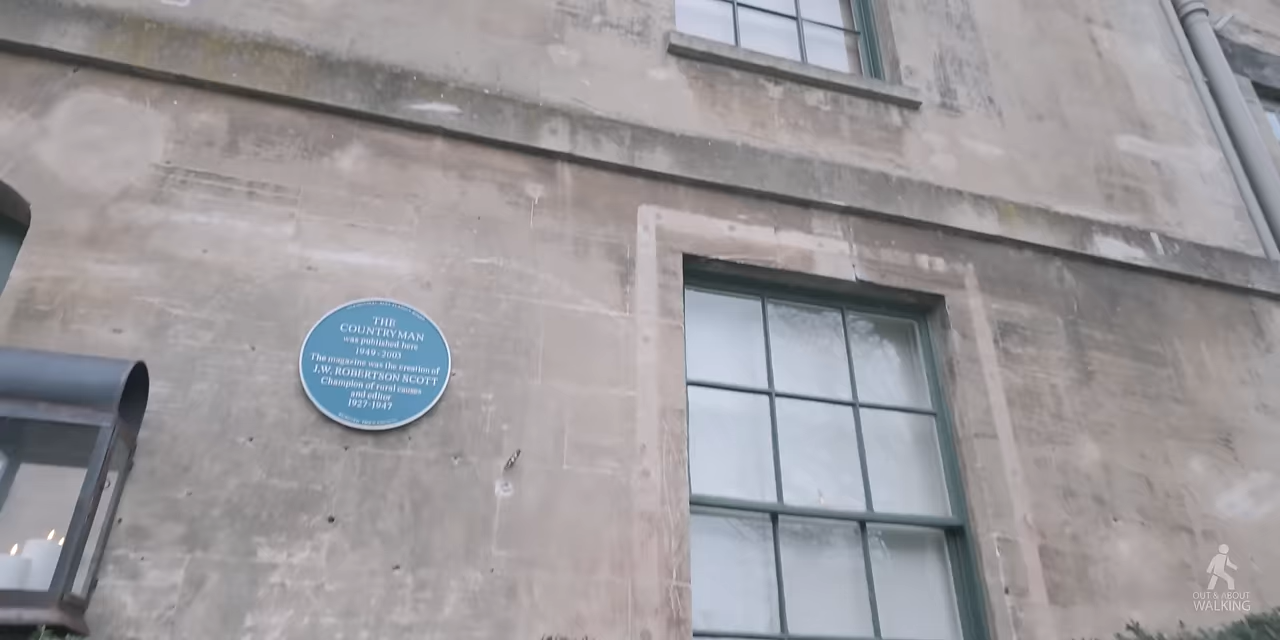 THE
COUNTRYMAN
was published here
1949-2003
The magazine was the creation of
J.W. ROBERTSON SCOTT
Champion of rural causes
and editor
1927-1947
OUT & ABOUT
WALKING